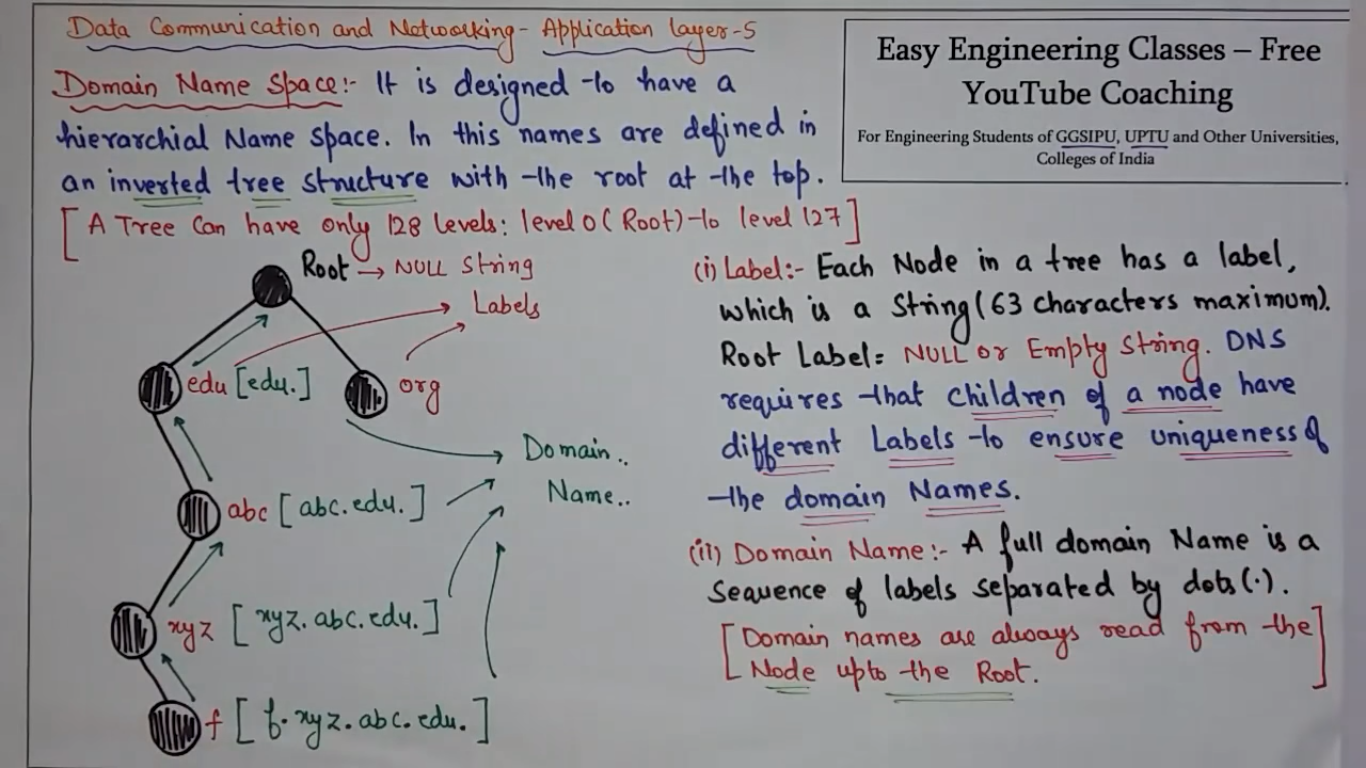 Data Communication and Networking- Application layer-5
Easy Engineering Classes – Free
YouTube Coaching
For Engineering Students of GGSIPU, UPTU and Other Universities,
Colleges of India
Domain Name Space:- It is designed to have a
hierarchial Name space. In this names are defined in
an inverted tree structure with the root at the top.
[A Tree Can have only 128 levels: level 0 (Root) to level 127]
Root → NULL String
Labels
edu [edu.]
org
Domain..
Name..
abc [abc.edu.]
xyz [xyz.abc.edu.]
f [f.xyz.abc.edu.]
(i) Label:- Each Node in a tree has a label,
which is a String (63 characters maximum).
Root Label= NULL or Empty String. DNS
requires that children of a node have
different Labels to ensure uniqueness of
the domain Names.
(ii) Domain Name:- A full domain Name is a
Sequence of labels separated by dots(.).
[Domain names are always read from the
Node upto the Root.]